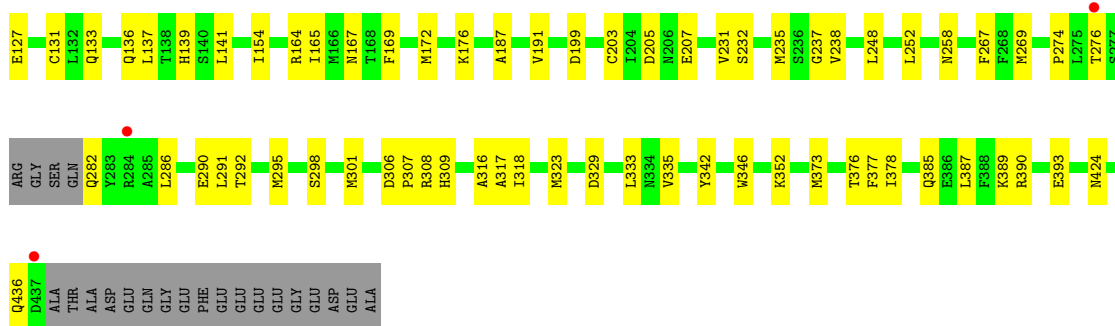 E127 C131 L132 Q133 Q136 L137 T138 H139 S140 L141 I154 R164 I165 M166 N167 T168 F169 M172 K176 A187 V191 D199 C203 I204 D205 N206 E207 V231 S232 M235 S236 G237 V238 L248 L252 N258 F267 F268 M269 P274 L275 T276 S277
ARG GLY SER GLN Q282 Y283 R284 A285 L286 E290 L291 T292 M295 S298 M301 D306 P307 R308 H309 A316 A317 I318 M323 D329 L333 N334 V335 Y342 W346 K352 M373 T376 F377 I378 Q385 E386 L387 F388 K389 R390 E393 N424
Q436 D437 ALA THR ALA ASP GLU GLN GLY GLU PHE GLU GLU GLU GLU GLU GLY GLU ASP GLU ALA